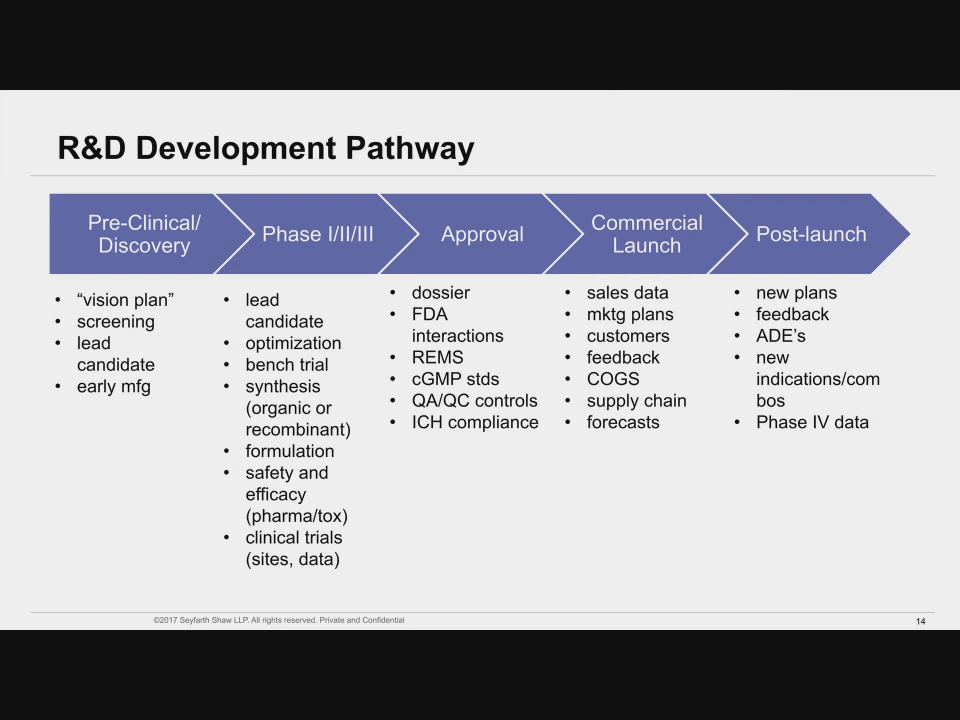 R&D Development Pathway
Pre-Clinical/
Discovery
Phase I/II/III
Approval
Commercial
Launch
Post-launch
• “vision plan”
• screening
• lead
candidate
• early mfg
• lead
candidate
• optimization
• bench trial
• synthesis
(organic or
recombinant)
• formulation
• safety and
efficacy
(pharma/tox)
• clinical trials
(sites, data)
• dossier
• FDA
interactions
• REMS
• cGMP stds
• QA/QC controls
• ICH compliance
• sales data
• mktg plans
• customers
• feedback
• COGS
• supply chain
• forecasts
• new plans
• feedback
• ADE’s
• new
indications/com
bos
• Phase IV data
©2017 Seyfarth Shaw LLP. All rights reserved. Private and Confidential
14